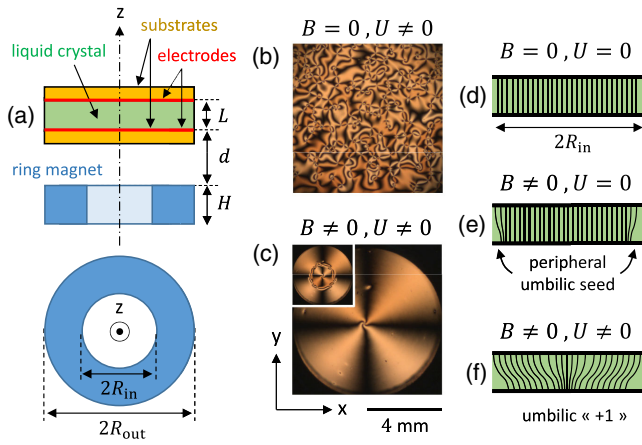 z
substrates
liquid crystal
electrodes
(a)
L
d
ring magnet
H
z
2R_in
2R_out
B = 0 , U ≠ 0
(b)
B ≠ 0 , U ≠ 0
(c)
y
x
4 mm
B = 0 , U = 0
(d)
2R_in
B ≠ 0 , U = 0
(e)
peripheral
umbilic seed
B ≠ 0 , U ≠ 0
(f)
umbilic « +1 »